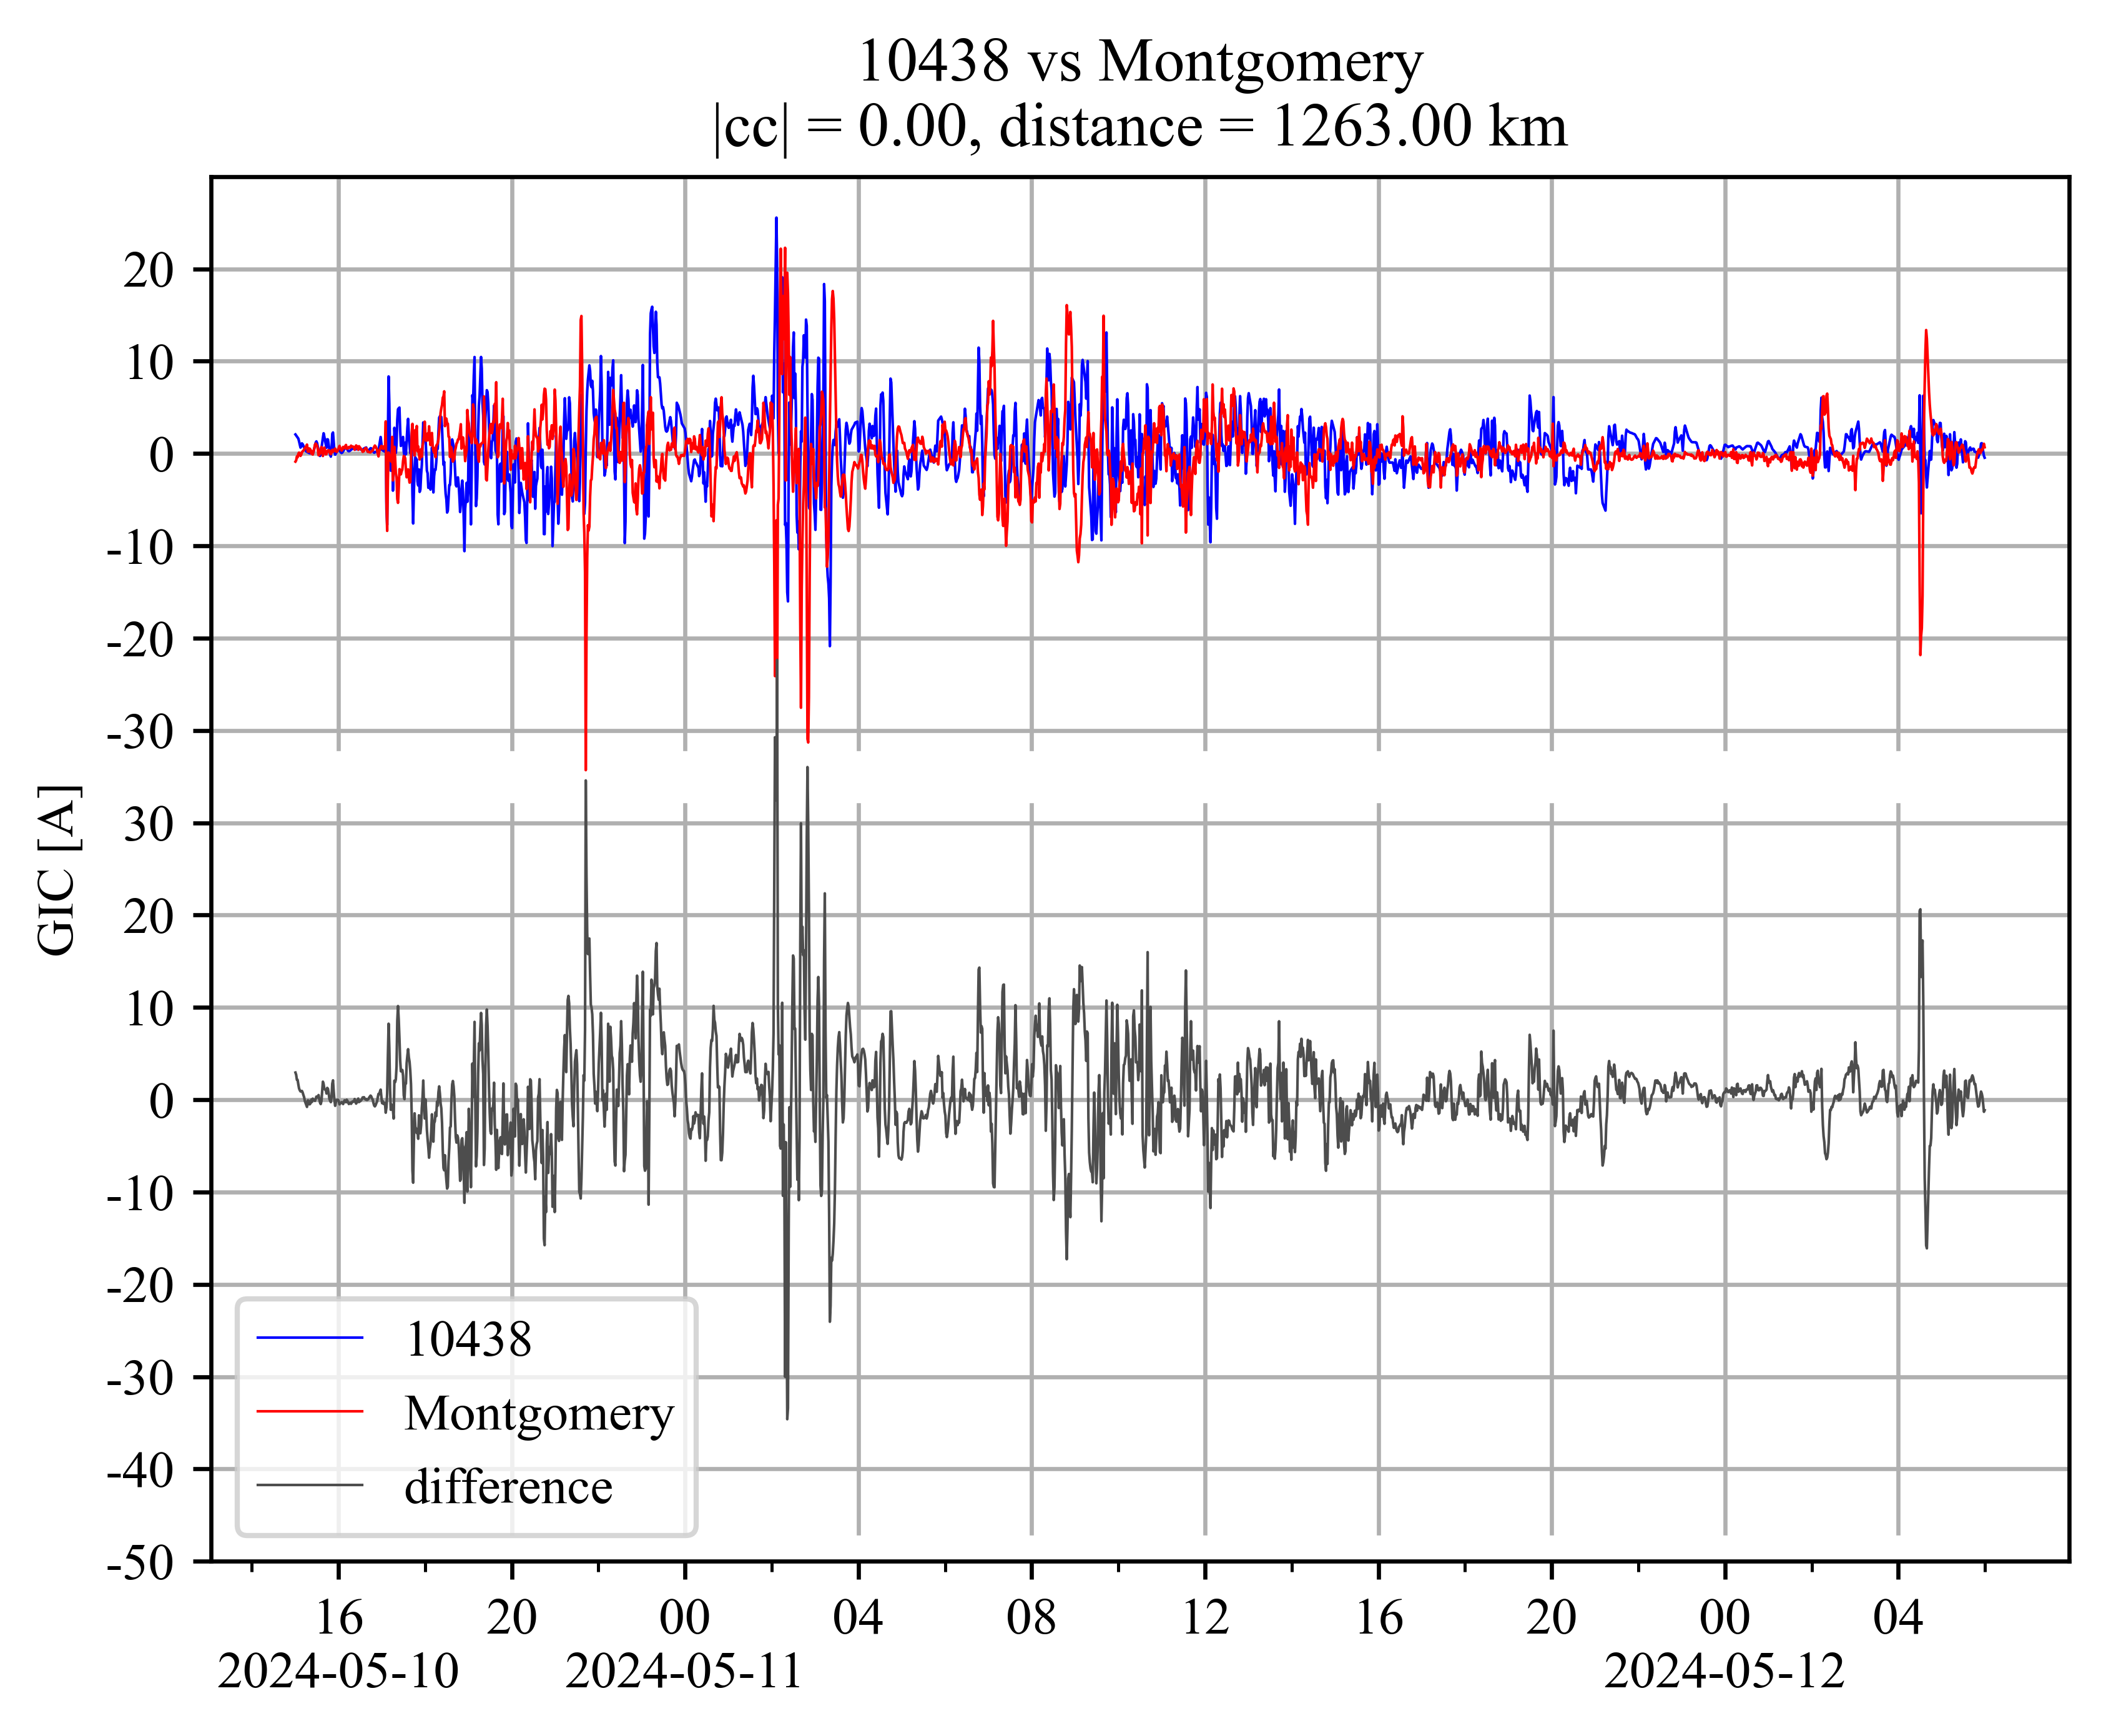 10438 vs Montgomery
|cc| = 0.00, distance = 1263.00 km
GIC [A]
20
10
0
-10
-20
-30
30
20
10
0
-10
-20
-30
-40
-50
10438
Montgomery
difference
16 20 00 04 08 12 16 20 00 04
2024-05-10 2024-05-11 2024-05-12